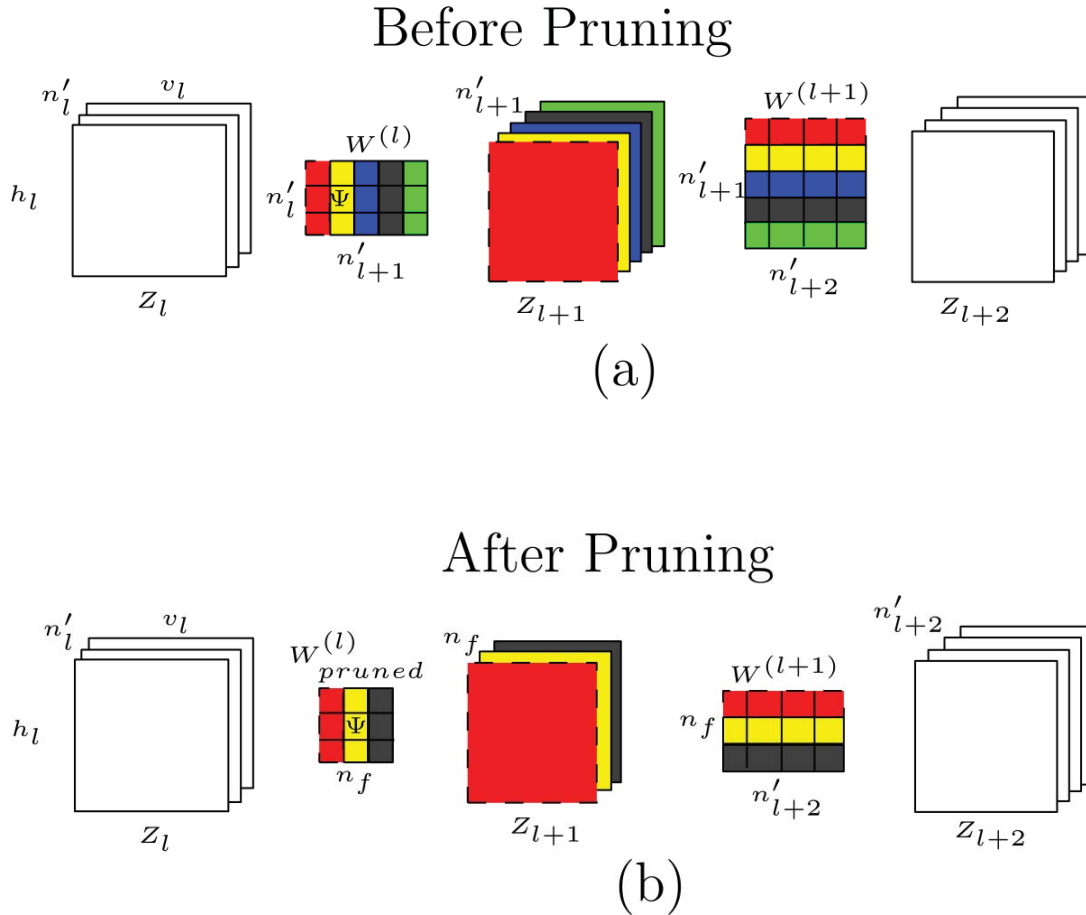 Before Pruning
n'_l v_l
h_l
Z_l
W^{(l)}
n'_l Ψ
n'_{l+1}
n'_{l+1}
Z_{l+1}
W^{(l+1)}
n'_{l+1}
n'_{l+2}
Z_{l+2}
(a)
After Pruning
n'_l v_l
h_l
Z_l
W^{(l)}_{pruned}
Ψ
n_f
n_f
Z_{l+1}
W^{(l+1)}
n_f
n'_{l+2}
n'_{l+2}
Z_{l+2}
(b)